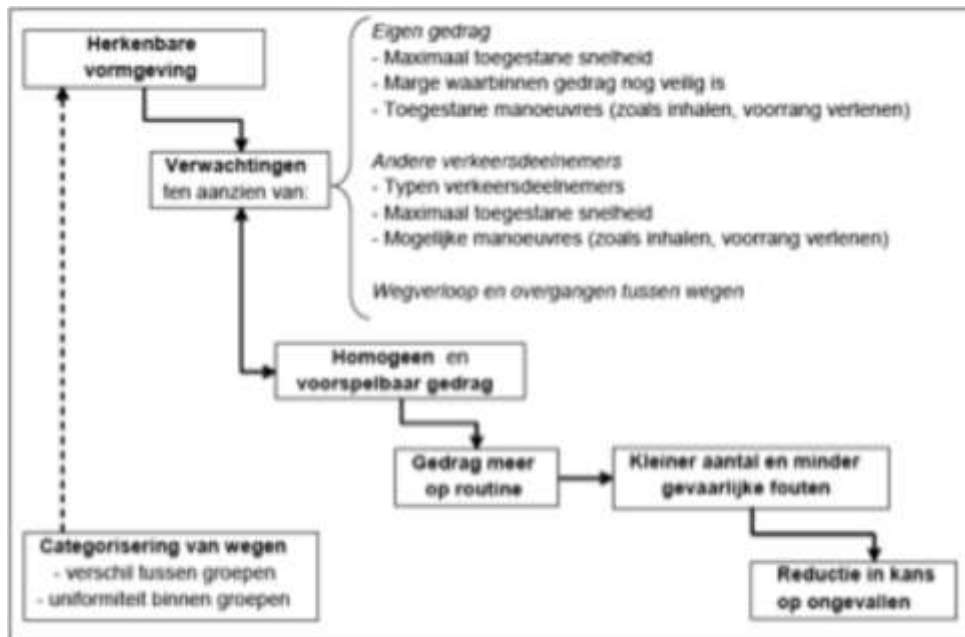 Herkenbare
vormgeving
Eigen gedrag
- Maximaal toegestane snelheid
- Marge waarbinnen gedrag nog veilig is
- Toegestane manoeuvres (zoals inhalen, voorrang verlenen)
Verwachtingen
ten aanzien van:
Andere verkeersdeelnemers
- Typen verkeersdeelnemers
- Maximaal toegestane snelheid
- Mogelijke manoeuvres (zoals inhalen, voorrang verlenen)
Wegverloop en overgangen tussen wegen
Homogeen en
voorspelbaar gedrag
Gedrag meer
op routine
Kleiner aantal en minder
gevaarlijke fouten
Categorisering van wegen
- verschil tussen groepen
- uniformiteit binnen groepen
Reductie in kans
op ongevallen